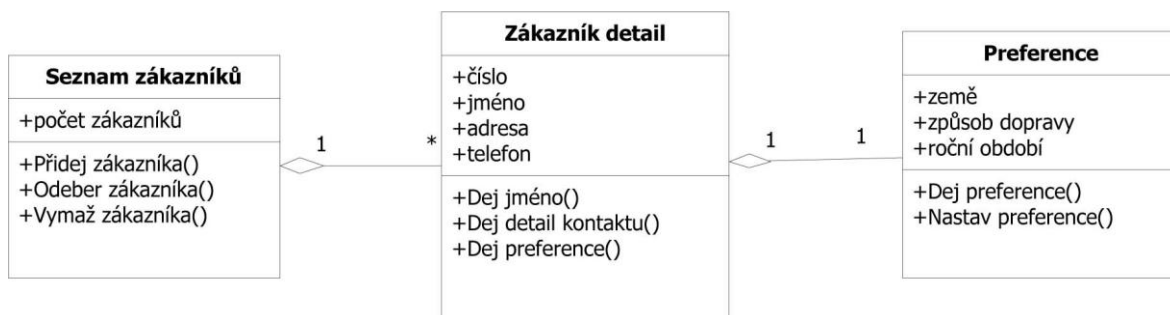 Seznam zákazníků
+počet zákazníků
+Přidej zákazníka()
+Odeber zákazníka()
+Vymaž zákazníka()
1
*
Zákazník detail
+číslo
+jméno
+adresa
+telefon
+Dej jméno()
+Dej detail kontaktu()
+Dej preference()
1
1
Preference
+země
+způsob dopravy
+roční období
+Dej preference()
+Nastav preference()